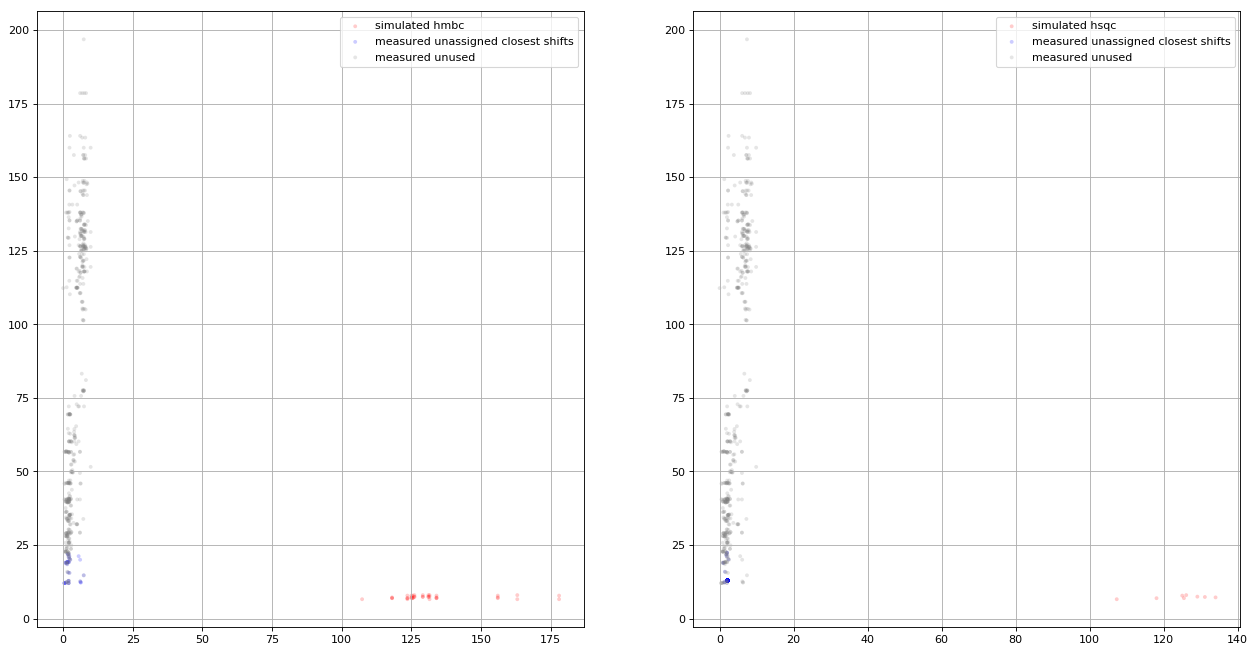 simulated hmbc
measured unassigned closest shifts
measured unused
200
175
150
125
100
75
50
25
0
0 25 50 75 100 125 150 175
simulated hsqc
measured unassigned closest shifts
measured unused
200
175
150
125
100
75
50
25
0
0 20 40 60 80 100 120 140